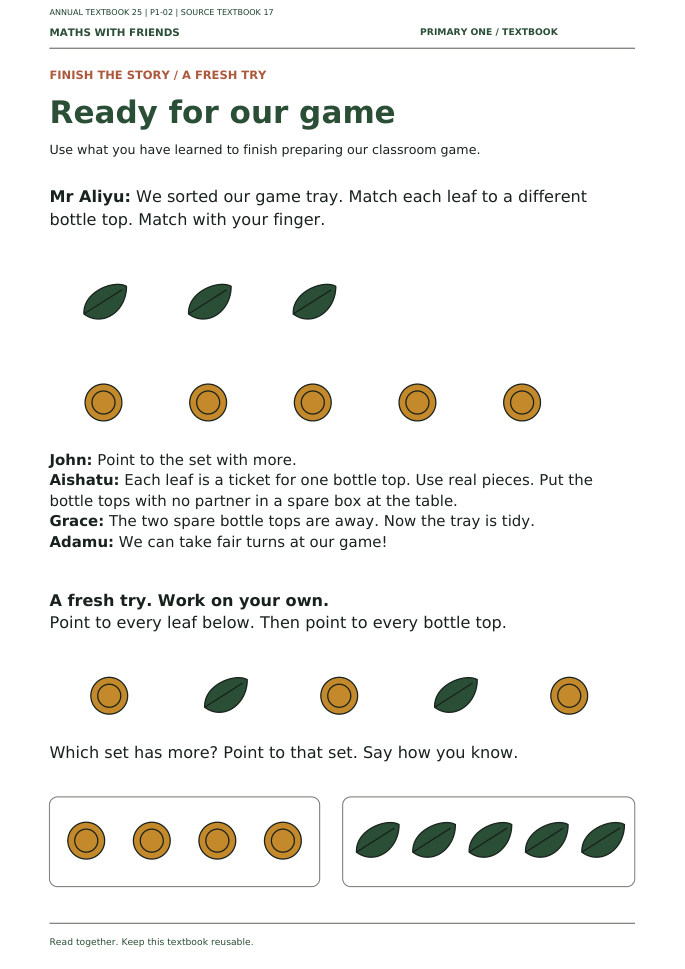 ANNUAL TEXTBOOK 25 | P1-02 | SOURCE TEXTBOOK 17
MATHS WITH FRIENDS
PRIMARY ONE / TEXTBOOK
FINISH THE STORY / A FRESH TRY
Ready for our game
Use what you have learned to finish preparing our classroom game.
Mr Aliyu: We sorted our game tray. Match each leaf to a different
bottle top. Match with your finger.
John: Point to the set with more.
Aishatu: Each leaf is a ticket for one bottle top. Use real pieces. Put the
bottle tops with no partner in a spare box at the table.
Grace: The two spare bottle tops are away. Now the tray is tidy.
Adamu: We can take fair turns at our game!
A fresh try. Work on your own.
Point to every leaf below. Then point to every bottle top.
Which set has more? Point to that set. Say how you know.
Read together. Keep this textbook reusable.